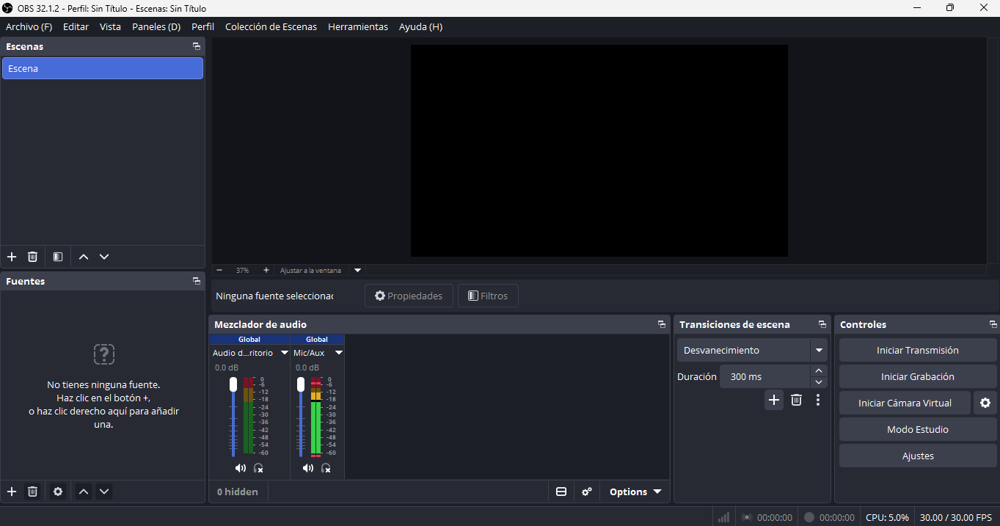 OBS 32.1.2 - Perfil: Sin Título - Escenas: Sin Título
Archivo (F) Editar Vista Paneles (D) Perfil Colección de Escenas Herramientas Ayuda (H)
Escenas
Escena
37% Ajustar a la ventana
Fuentes
No tienes ninguna fuente.
Haz clic en el botón +,
o haz clic derecho aquí para añadir
una.
Ninguna fuente seleccionac Propiedades Filtros
Mezclador de audio
Global Global
Audio d...ritorio Mic/Aux
0.0 dB 0.0 dB
0 0
-6 -6
-12 -12
-18 -18
-24 -24
-30 -30
-36 -36
-42 -42
-48 -48
-54 -54
-60 -60
0 hidden Options
Transiciones de escena
Desvanecimiento
Duración 300 ms
Controles
Iniciar Transmisión
Iniciar Grabación
Iniciar Cámara Virtual
Modo Estudio
Ajustes
00:00:00 00:00:00 CPU: 5.0% 30.00 / 30.00 FPS